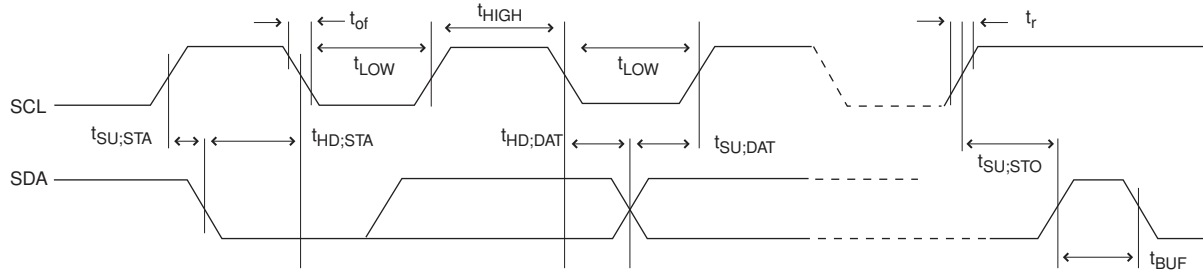 t_of
t_HIGH
t_r
t_LOW
t_LOW
SCL
t_SU;STA
t_HD;STA
t_HD;DAT
t_SU;DAT
t_SU;STO
SDA
t_BUF